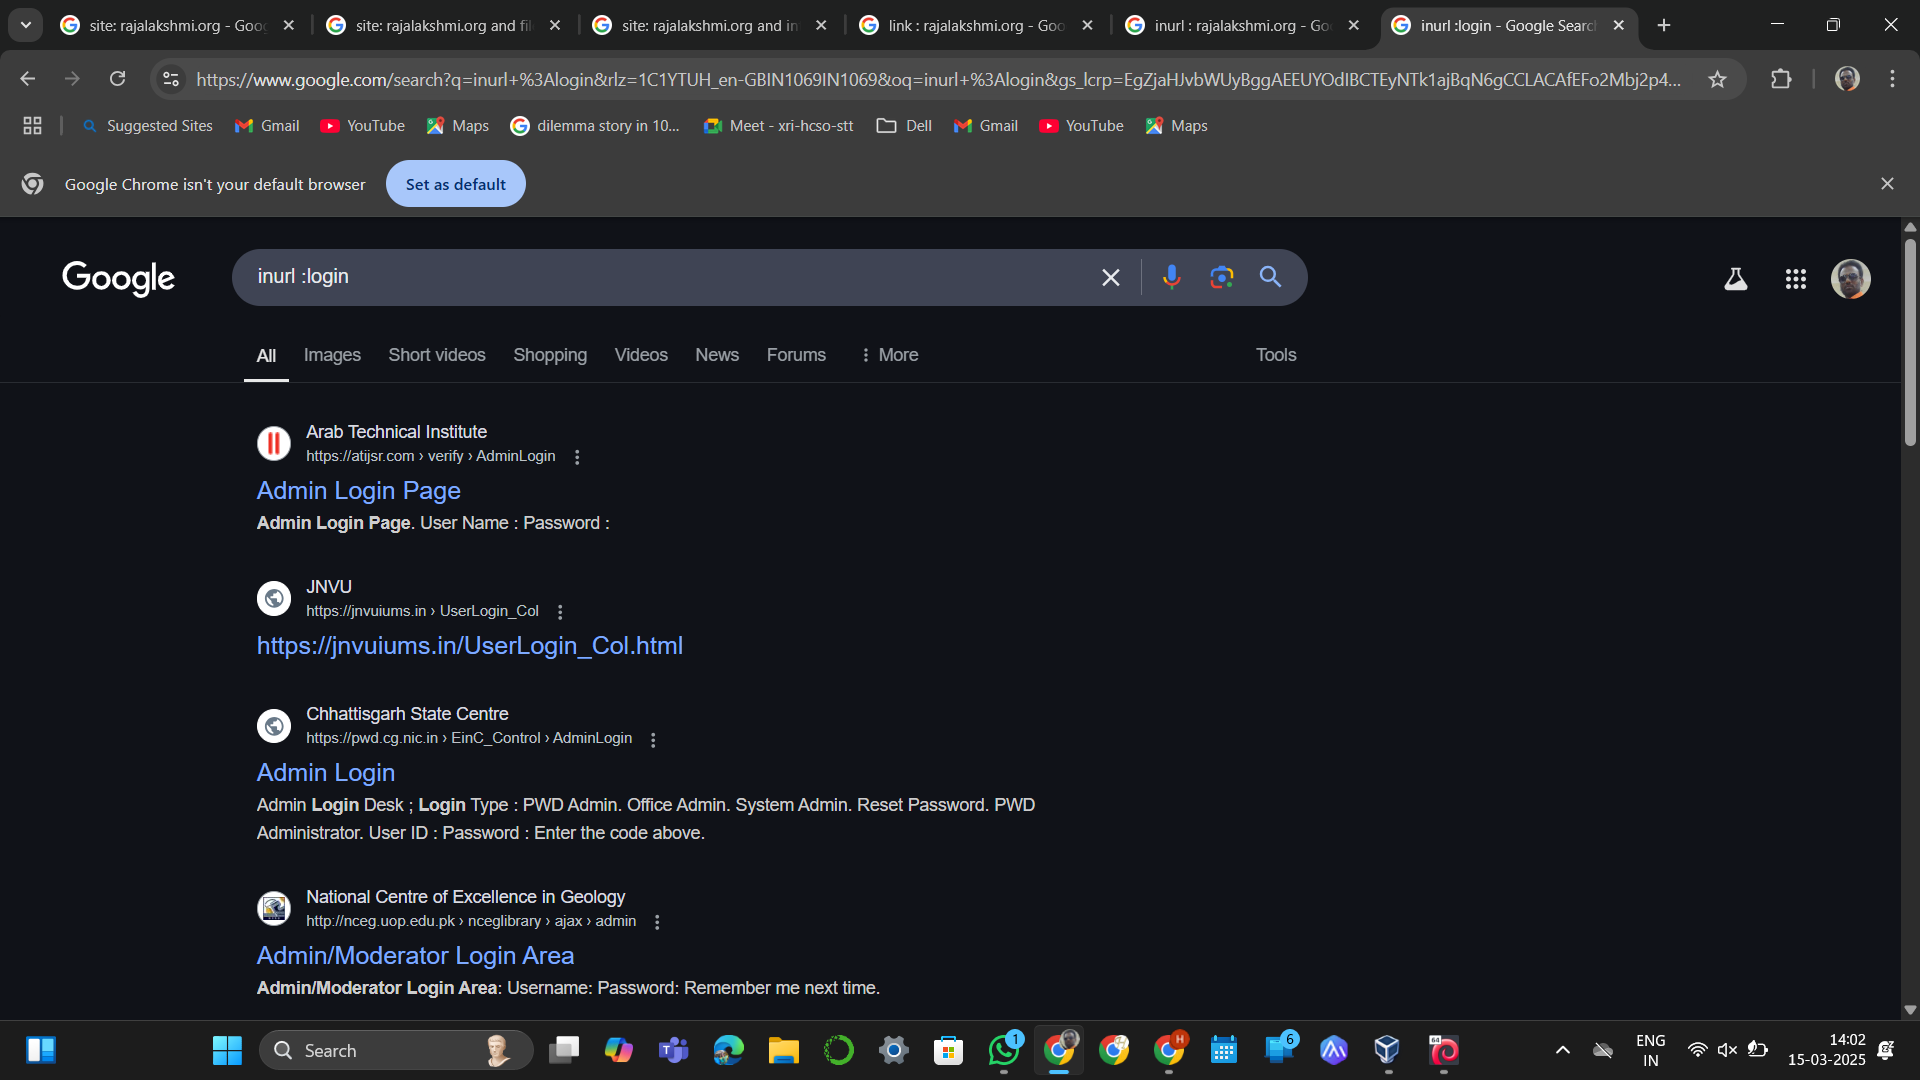 site: rajalakshmi.org - Goog
site: rajalakshmi.org and fil
site: rajalakshmi.org and in
link : rajalakshmi.org - Goo
inurl : rajalakshmi.org - Go
inurl :login - Google Search
https://www.google.com/search?q=inurl+%3Alogin&rlz=1C1YTUH_en-GBIN1069IN1069&oq=inurl+%3Alogin&gs_lcrp=EgZjaHJvbWUyBggAEEUYOdIBCTEyNTk1ajBqN6gCCLACAfEFo2Mbj2p4...
Suggested Sites Gmail YouTube Maps dilemma story in 10... Meet - xri-hcso-stt Dell Gmail YouTube Maps
Google Chrome isn't your default browser Set as default
Google
inurl :login
All Images Short videos Shopping Videos News Forums More Tools
Arab Technical Institute
https://atijsr.com › verify › AdminLogin
Admin Login Page
Admin Login Page. User Name : Password :
JNVU
https://jnvuiums.in › UserLogin_Col
https://jnvuiums.in/UserLogin_Col.html
Chhattisgarh State Centre
https://pwd.cg.nic.in › EinC_Control › AdminLogin
Admin Login
Admin Login Desk ; Login Type : PWD Admin. Office Admin. System Admin. Reset Password. PWD
Administrator. User ID : Password : Enter the code above.
National Centre of Excellence in Geology
http://nceg.uop.edu.pk › nceglibrary › ajax › admin
Admin/Moderator Login Area
Admin/Moderator Login Area: Username: Password: Remember me next time.
Search
1
H
6
64
ENG
IN
14:02
15-03-2025